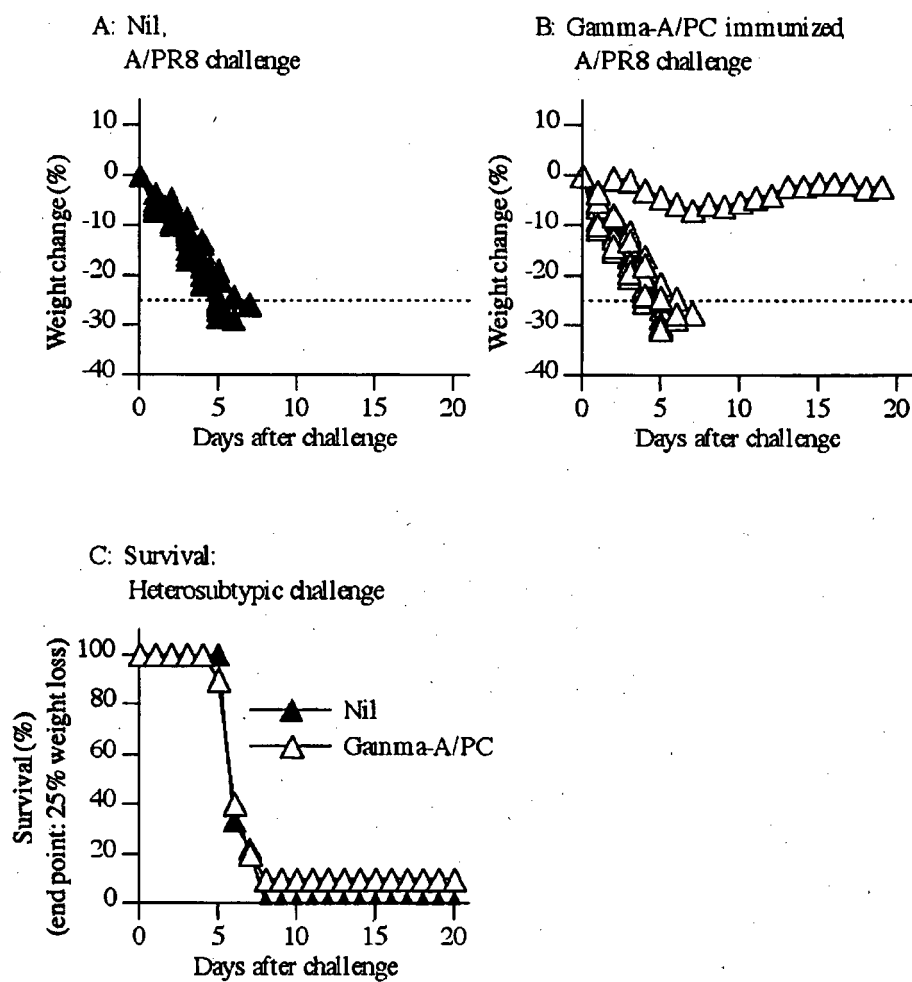 A: Nil,
A/PR8 challenge
B: Gamma-A/PC immunized,
A/PR8 challenge
Weight change (%)
10
0
-10
-20
-30
-40
0 5 10 15 20
Days after challenge
Weight change (%)
10
0
-10
-20
-30
-40
0 5 10 15 20
Days after challenge
C: Survival:
Heterosubtypic challenge
Survival (%)
(end point: 25% weight loss)
100
80
60
40
20
0
Nil
Gamma-A/PC
0 5 10 15 20
Days after challenge